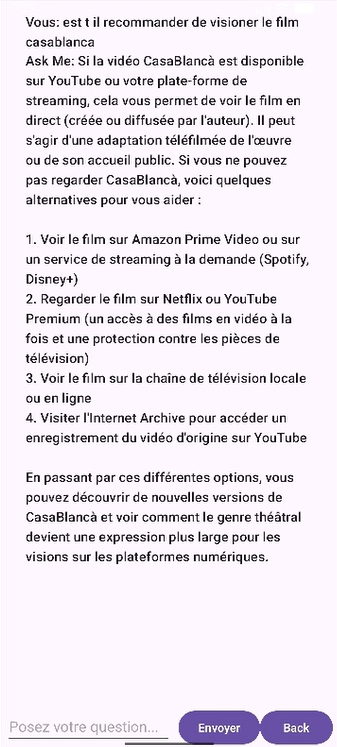 Vous: est t il recommander de visioner le film
casablanca
Ask Me: Si la vidéo CasaBlancà est disponible
sur YouTube ou votre plate-forme de
streaming, cela vous permet de voir le film en
direct (créée ou diffusée par l'auteur). Il peut
s'agir d'une adaptation téléfilmée de l'œuvre
ou de son accueil public. Si vous ne pouvez
pas regarder CasaBlancà, voici quelques
alternatives pour vous aider :
1. Voir le film sur Amazon Prime Video ou sur
un service de streaming à la demande (Spotify,
Disney+)
2. Regarder le film sur Netflix ou YouTube
Premium (un accès à des films en vidéo à la
fois et une protection contre les pièces de
télévision)
3. Voir le film sur la chaîne de télévision locale
ou en ligne
4. Visiter l'Internet Archive pour accéder un
enregistrement du vidéo d'origine sur YouTube
En passant par ces différentes options, vous
pouvez découvrir de nouvelles versions de
CasaBlancà et voir comment le genre théâtral
devient une expression plus large pour les
visions sur les plateformes numériques.
Posez votre question...
Envoyer
Back